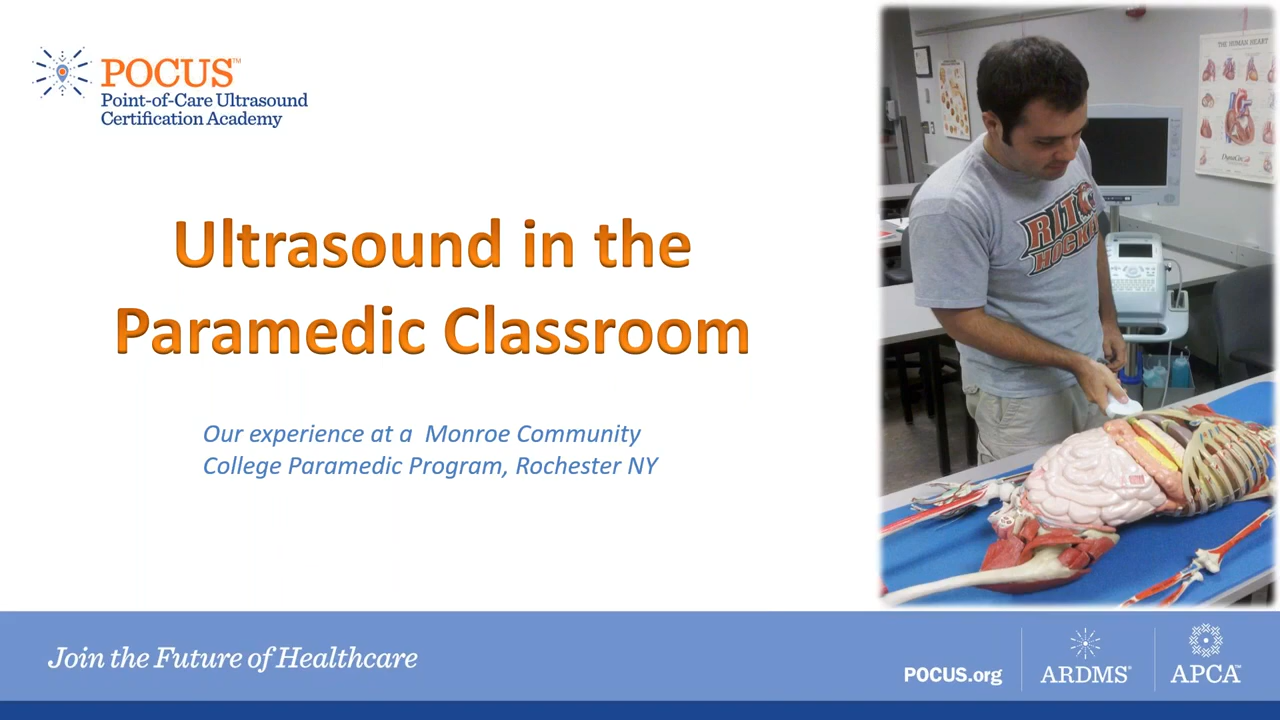 POCUS™
Point-of-Care Ultrasound
Certification Academy
Ultrasound in the
Paramedic Classroom
Our experience at a  Monroe Community
College Paramedic Program, Rochester NY
THE HUMAN HEART
RIT
HOCKEY
Join the Future of Healthcare
POCUS.org
ARDMS®
APCA™